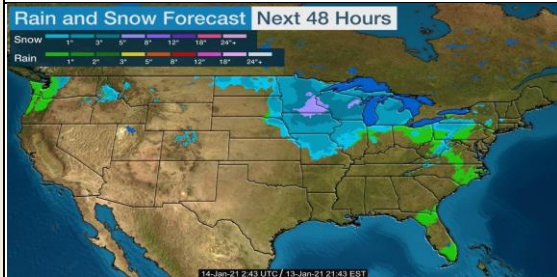 Rain and Snow Forecast Next 48 Hours
Snow 1" 3" 5" 8" 12" 18" 24"+
Rain 1" 2" 3" 5" 8" 12" 18" 24"+
14-Jan-21 2:43 UTC / 13-Jan-21 21:43 EST